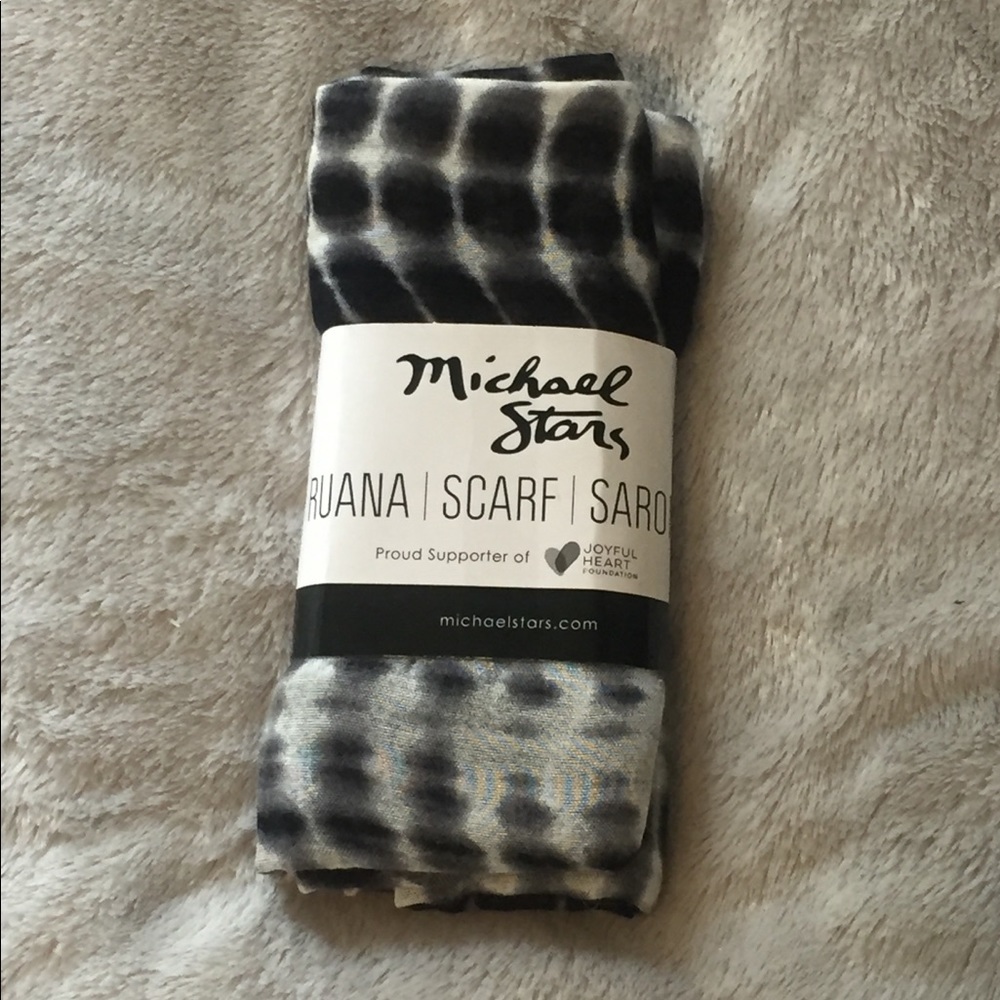 Michael
Stars
RUANA | SCARF | SARO
Proud Supporter of
JOYFUL
HEART
FOUNDATION
michaelstars.com